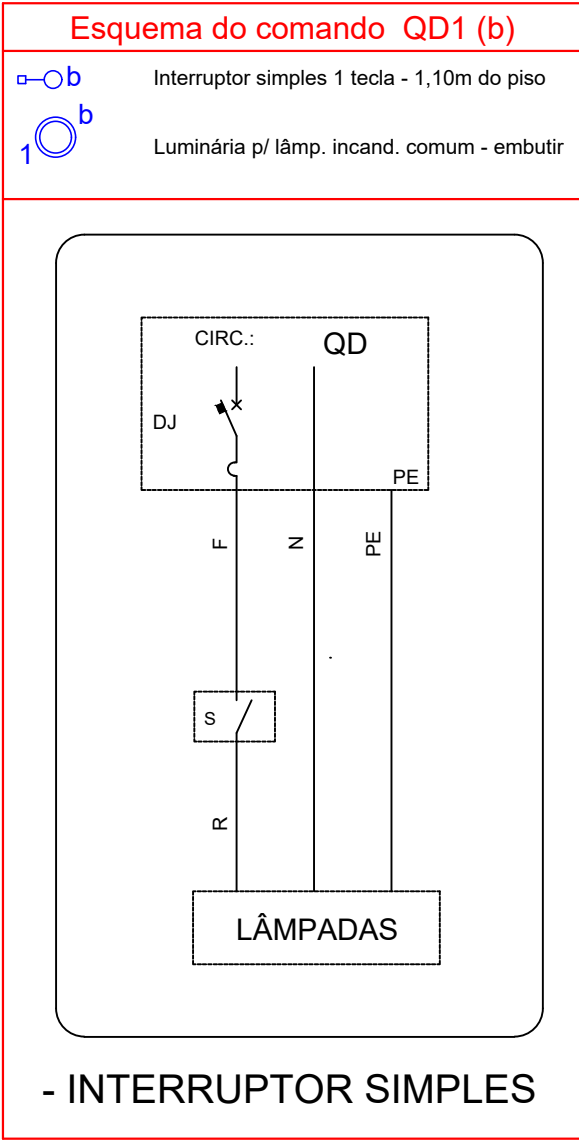 Esquema do comando QD1 (b)
b
Interruptor simples 1 tecla - 1,10m do piso
b
1
Luminária p/ lâmp. incand. comum - embutir
CIRC.:
QD
DJ
PE
F
N
PE
S
R
LÂMPADAS
- INTERRUPTOR SIMPLES